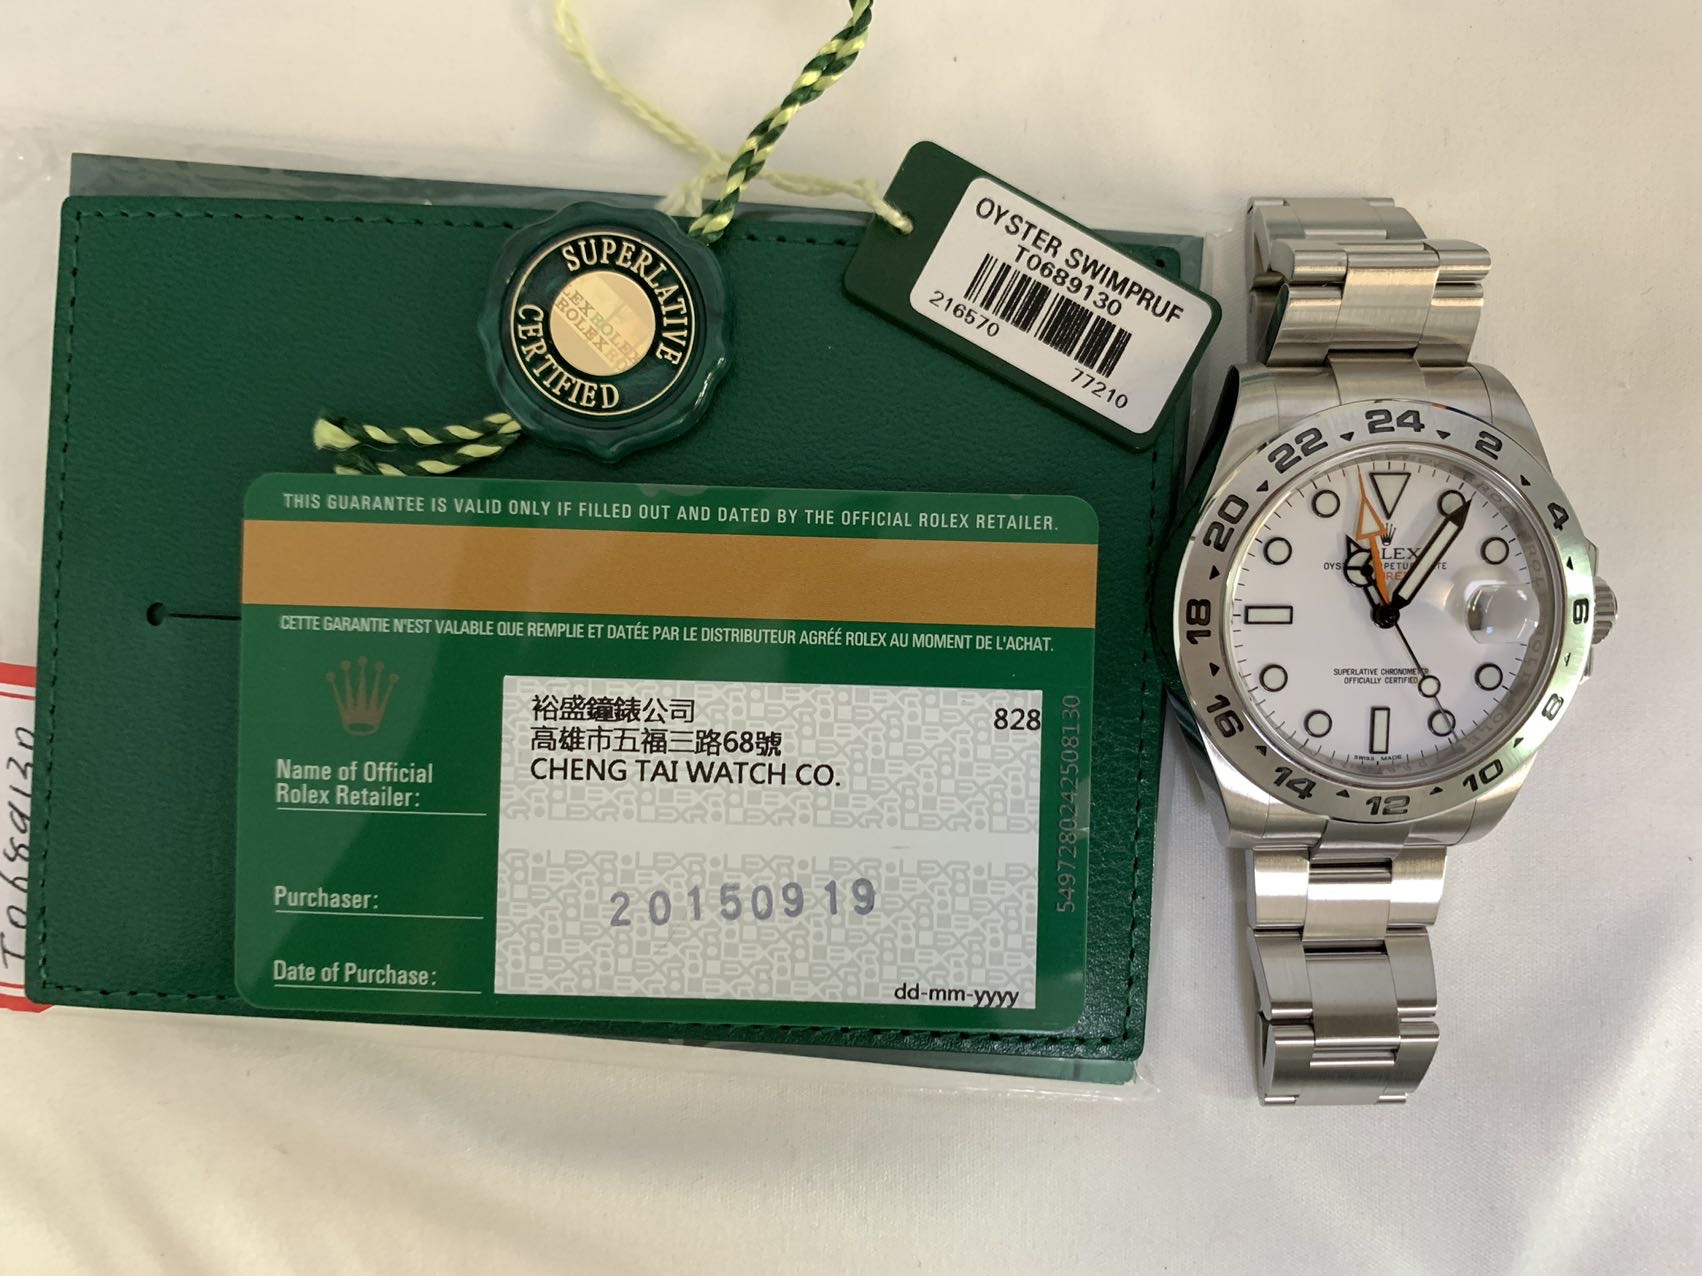 SUPERLATIVE
CERTIFIED
OYSTER SWIMPRUF
T0689130
216570
77210
THIS GUARANTEE IS VALID ONLY IF FILLED OUT AND DATED BY THE OFFICIAL ROLEX RETAILER.
CETTE GARANTIE N'EST VALABLE QUE REMPLIE ET DATÉE PAR LE DISTRIBUTEUR AGRÉÉ ROLEX AU MOMENT DE L'ACHAT.
裕盛鐘錶公司
828
高雄市五福三路68號
CHENG TAI WATCH CO.
Name of Official
Rolex Retailer:
Purchaser:
20150919
Date of Purchase:
dd-mm-yyyy
5497280242508130
T0689130
24
2
4
6
8
10
12
14
16
18
20
22
SUPERLATIVE CHRONOMETER
OFFICIALLY CERTIFIED
SWISS MADE